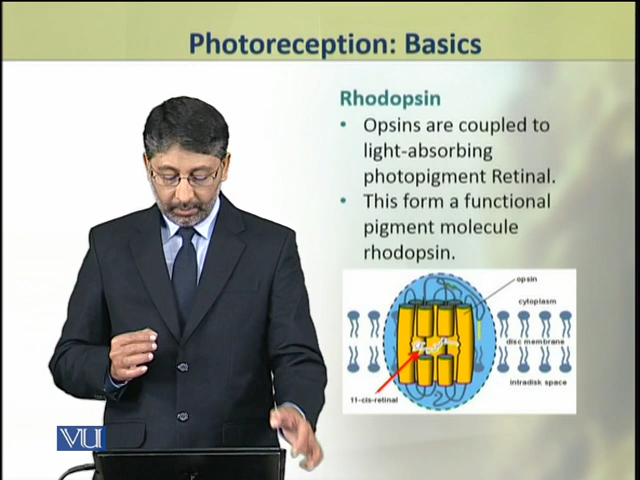 Photoreception: Basics
Rhodopsin
• Opsins are coupled to
light-absorbing
photopigment Retinal.
• This form a functional
pigment molecule
rhodopsin.
opsin
cytoplasm
disc membrane
intradisk space
11-cis-retinal
VU